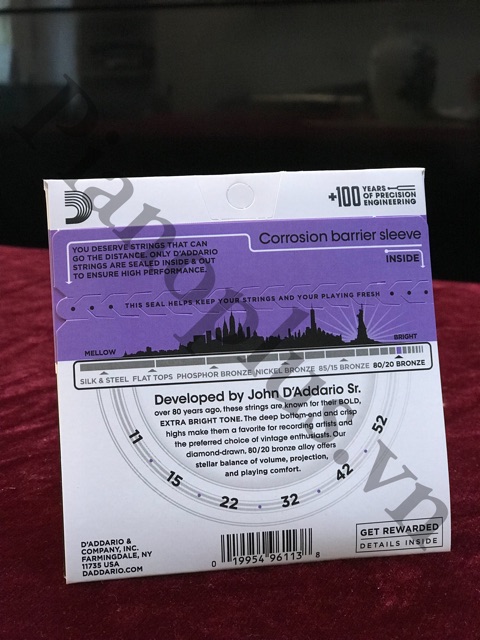 +100 YEARS OF PRECISION ENGINEERING
YOU DESERVE STRINGS THAT CAN
GO THE DISTANCE. ONLY D'ADDARIO
STRINGS ARE SEALED INSIDE & OUT
TO ENSURE HIGH PERFORMANCE.
Corrosion barrier sleeve
INSIDE
THIS SEAL HELPS KEEP YOUR STRINGS AND YOUR PLAYING FRESH
MELLOW
BRIGHT
SILK & STEEL FLAT TOPS PHOSPHOR BRONZE NICKEL BRONZE 85/15 BRONZE 80/20 BRONZE
Developed by John D'Addario Sr.
over 80 years ago, these strings are known for their BOLD,
EXTRA BRIGHT TONE. The deep bottom-end and crisp
highs make them a favorite for recording artists and
the preferred choice of vintage enthusiasts. Our
diamond-drawn, 80/20 bronze alloy offers
stellar balance of volume, projection,
and playing comfort.
11 • 15 • 22 • 32 • 42 • 52
D'ADDARIO &
COMPANY, INC.
FARMINGDALE, NY
11735 USA
DADDARIO.COM
0 19954 96113 8
GET REWARDED
DETAILS INSIDE
Pianoplus.vn